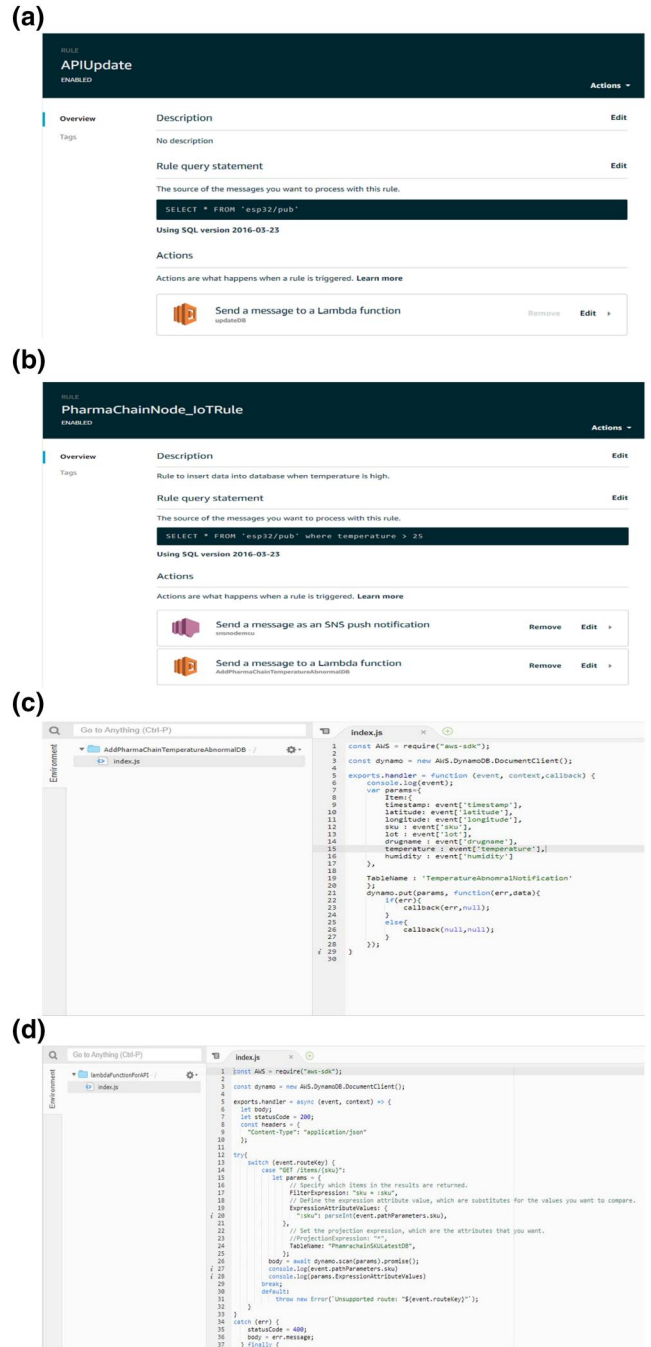 (a)
RULE
APIUpdate
ENABLED
Actions
Overview
Tags
Description
Edit
No description
Rule query statement
Edit
The source of the messages you want to process with this rule.
SELECT * FROM 'esp32/pub'
Using SQL version 2016-03-23
Actions
Actions are what happens when a rule is triggered. Learn more
Send a message to a Lambda function
Remove Edit
updateDB
(b)
RULE
PharmaChainNode_IoTRule
ENABLED
Actions
Overview
Tags
Description
Edit
Rule to insert data into database when temperature is high.
Rule query statement
Edit
The source of the messages you want to process with this rule.
SELECT * FROM 'esp32/pub' where temperature > 25
Using SQL version 2016-03-23
Actions
Actions are what happens when a rule is triggered. Learn more
Send a message as an SNS push notification
Remove Edit
snsnodemcu
Send a message to a Lambda function
Remove Edit
AddPharmaChainTemperatureAbnormalDB
(c)
Go to Anything (Ctrl-P)
index.js
Environment
AddPharmaChainTemperatureAbnormalDB - /
index.js
1 const AWS = require("aws-sdk");
2
3 const dynamo = new AWS.DynamoDB.DocumentClient();
4
5 exports.handler = function (event, context,callback) {
6 console.log(event);
7 var params={
8 Item:{
9 timestamp: event['timestamp'],
10 latitude: event['latitude'],
11 longitude: event['longitude'],
12 sku : event['sku'],
13 lot : event['lot'],
14 drugname : event['drugname'],
15 temperature : event['temperature'],
16 humidity : event['humidity']
17 },
18
19 TableName : 'TemperatureAbnomralNotification'
20 };
21 dynamo.put(params, function(err,data){
22 if(err){
23 callback(err,null);
24 }
25 else{
26 callback(null,null);
27 }
28 });
i 29 }
30
(d)
Go to Anything (Ctrl-P)
index.js
Environment
lambdaFunctionForAPI - /
index.js
1 const AWS = require("aws-sdk");
2
3 const dynamo = new AWS.DynamoDB.DocumentClient();
4
5 exports.handler = async (event, context) => {
6 let body;
7 let statusCode = 200;
8 const headers = {
9 "Content-Type": "application/json"
10 };
11
12 try{
13 switch (event.routeKey) {
14 case "GET /items/{sku}":
15 let params = {
16 // Specify which items in the results are returned.
17 FilterExpression: "sku = :sku",
18 // Define the expression attribute value, which are substitutes for the values you want to compare.
19 ExpressionAttributeValues: {
i 20 ":sku": parseInt(event.pathParameters.sku),
21 },
22 // Set the projection expression, which are the attributes that you want.
23 //ProjectionExpression: "*",
24 TableName: "PhamrachainSKULatestDB",
25 };
26 body = await dynamo.scan(params).promise();
i 27 console.log(event.pathParameters.sku)
i 28 console.log(params.ExpressionAttributeValues)
29 break;
30 default:
31 throw new Error(`Unsupported route: "${event.routeKey}"`);
32 }
33 }
34 catch (err) {
35 statusCode = 400;
36 body = err.message;
37 } finally {